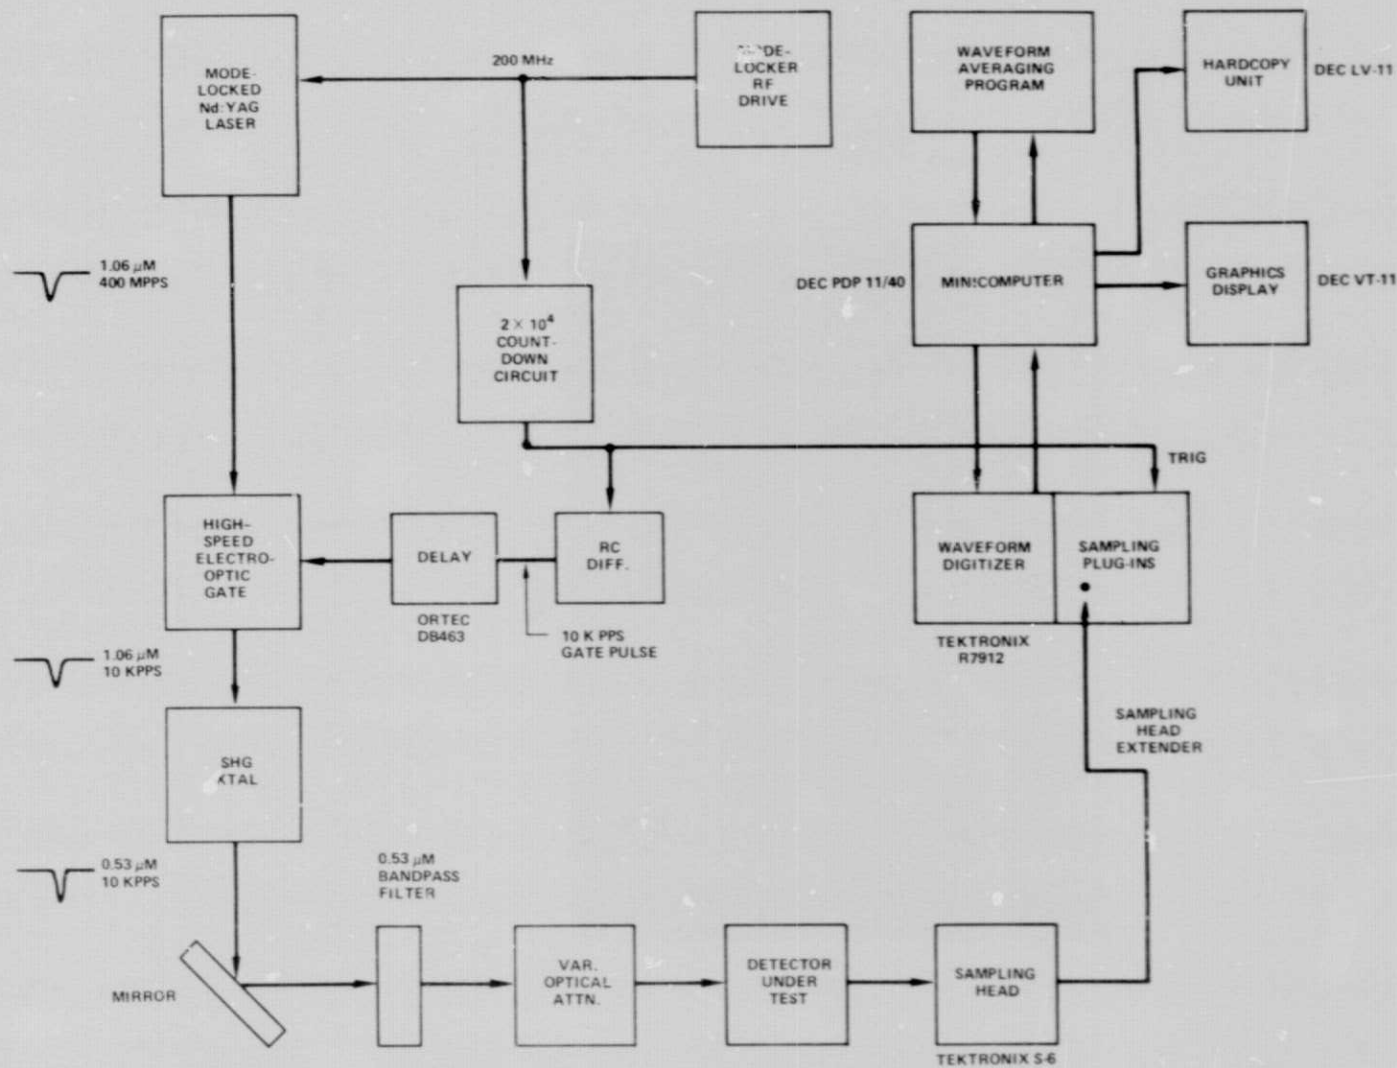 MODE-
LOCKED
Nd:YAG
LASER
200 MHz
MODE-
LOCKER
RF
DRIVE
WAVEFORM
AVERAGING
PROGRAM
HARDCOPY
UNIT
DEC LV-11
1.06 μM
400 MPPS
2 × 10⁴
COUNT-
DOWN
CIRCUIT
DEC PDP 11/40
MINICOMPUTER
GRAPHICS
DISPLAY
DEC VT-11
TRIG
HIGH-
SPEED
ELECTRO-
OPTIC
GATE
DELAY
ORTEC
DB463
RC
DIFF.
10 K PPS
GATE PULSE
WAVEFORM
DIGITIZER
SAMPLING
PLUG-INS
TEKTRONIX
R7912
1.06 μM
10 KPPS
SHG
XTAL
SAMPLING
HEAD
EXTENDER
0.53 μM
10 KPPS
0.53 μM
BANDPASS
FILTER
MIRROR
VAR.
OPTICAL
ATTN.
DETECTOR
UNDER
TEST
SAMPLING
HEAD
TEKTRONIX S-6